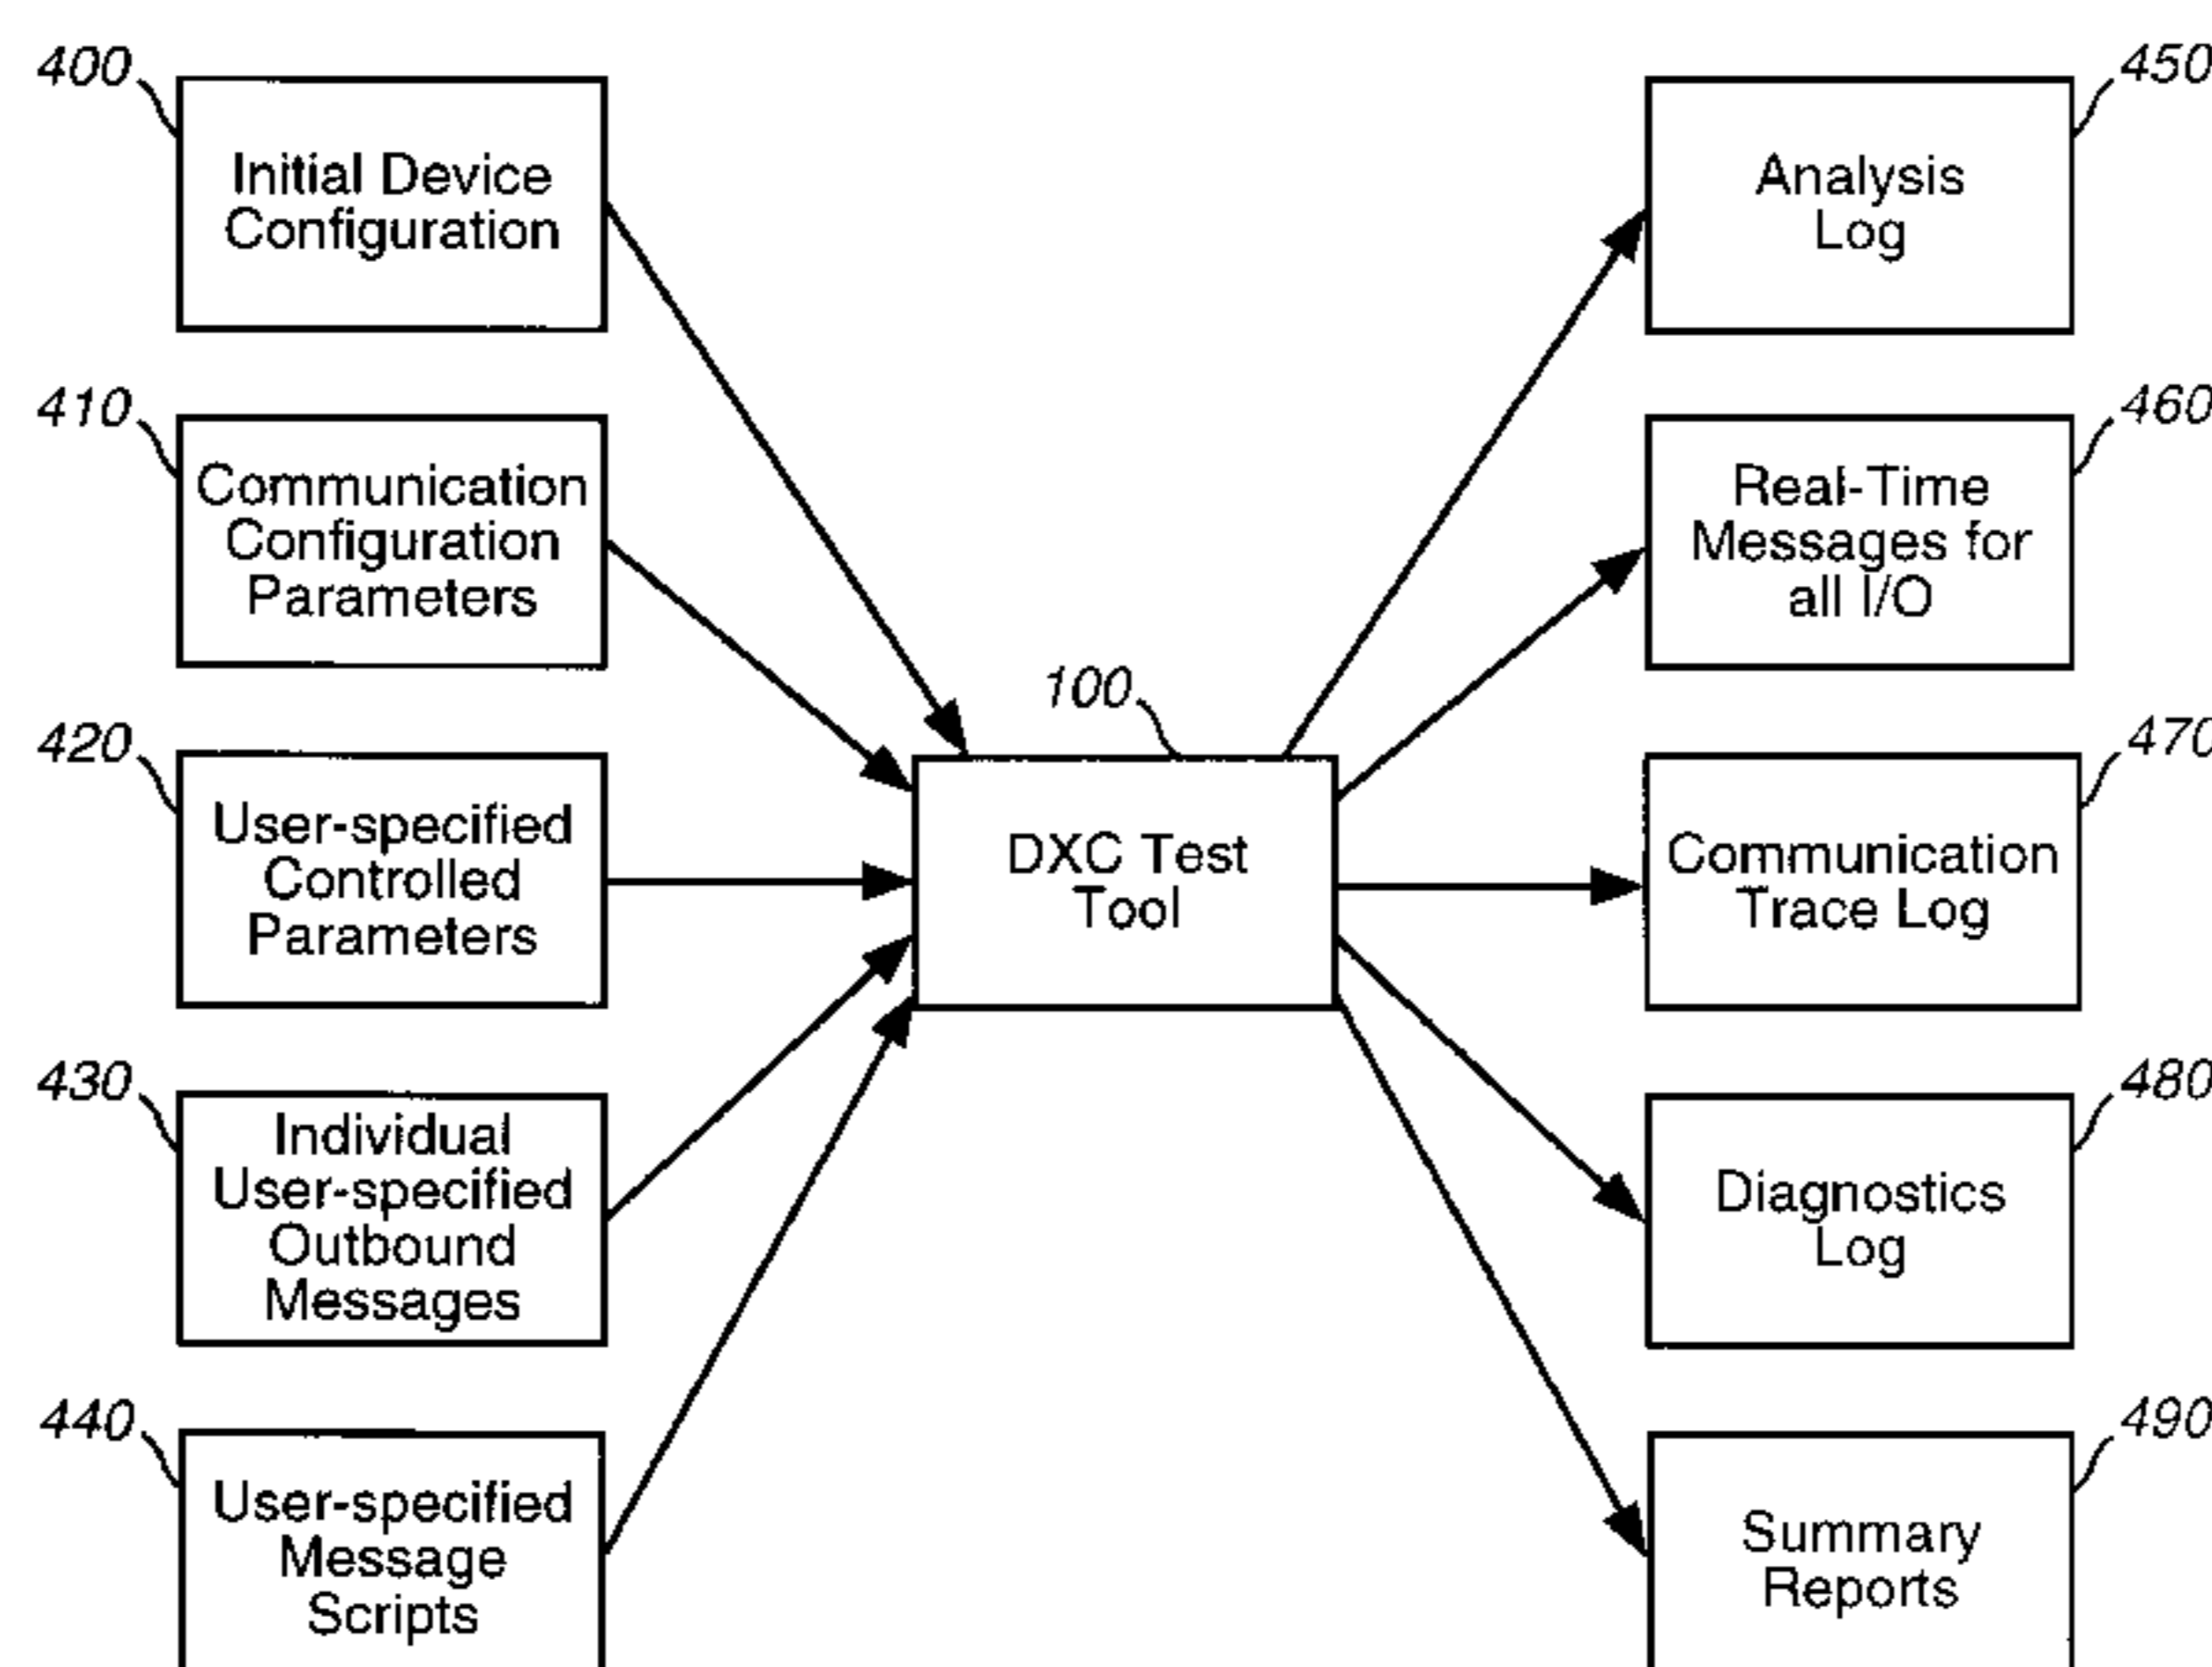 400
Initial Device
Configuration
410
Communication
Configuration
Parameters
420
User-specified
Controlled
Parameters
430
Individual
User-specified
Outbound
Messages
440
User-specified
Message
Scripts
100
DXC Test
Tool
450
Analysis
Log
460
Real-Time
Messages for
all I/O
470
Communication
Trace Log
480
Diagnostics
Log
490
Summary
Reports